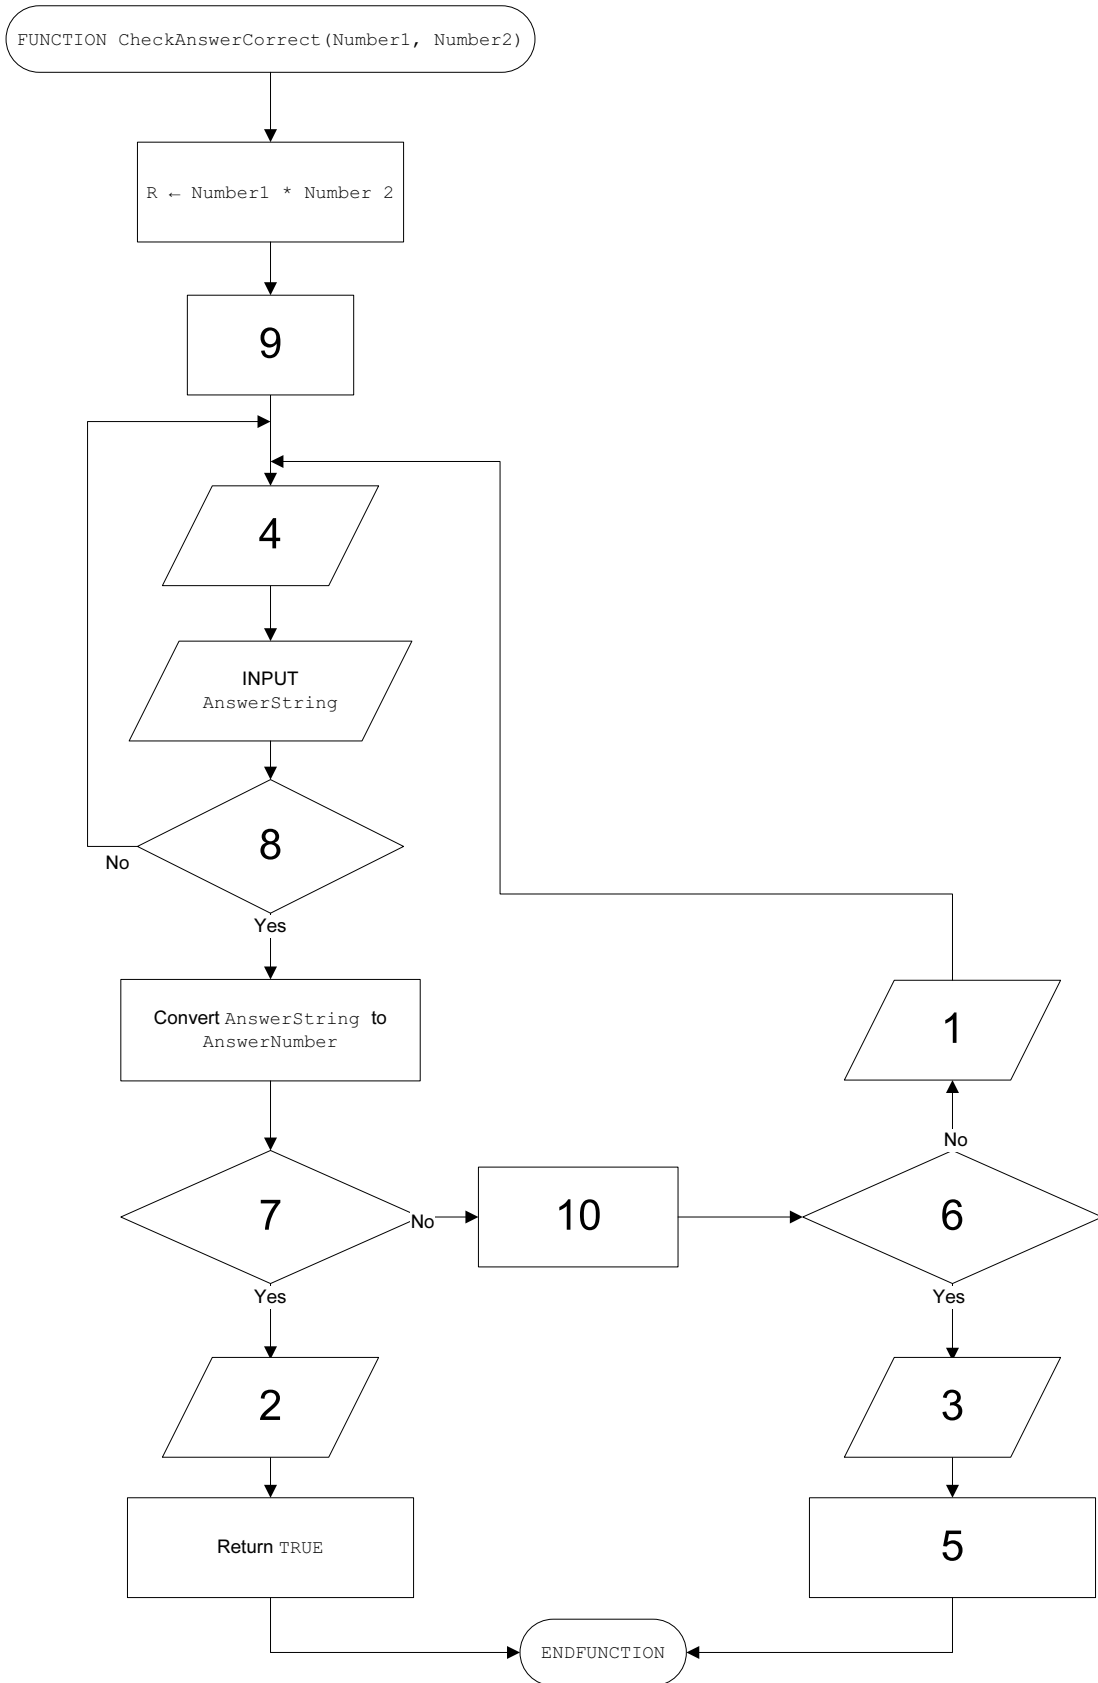 FUNCTION CheckAnswerCorrect(Number1, Number2)
R ← Number1 * Number 2
9
4
INPUT
AnswerString
8
No
Yes
Convert AnswerString to
AnswerNumber
1
No
7
No
10
6
Yes
Yes
2
3
Return TRUE
5
ENDFUNCTION